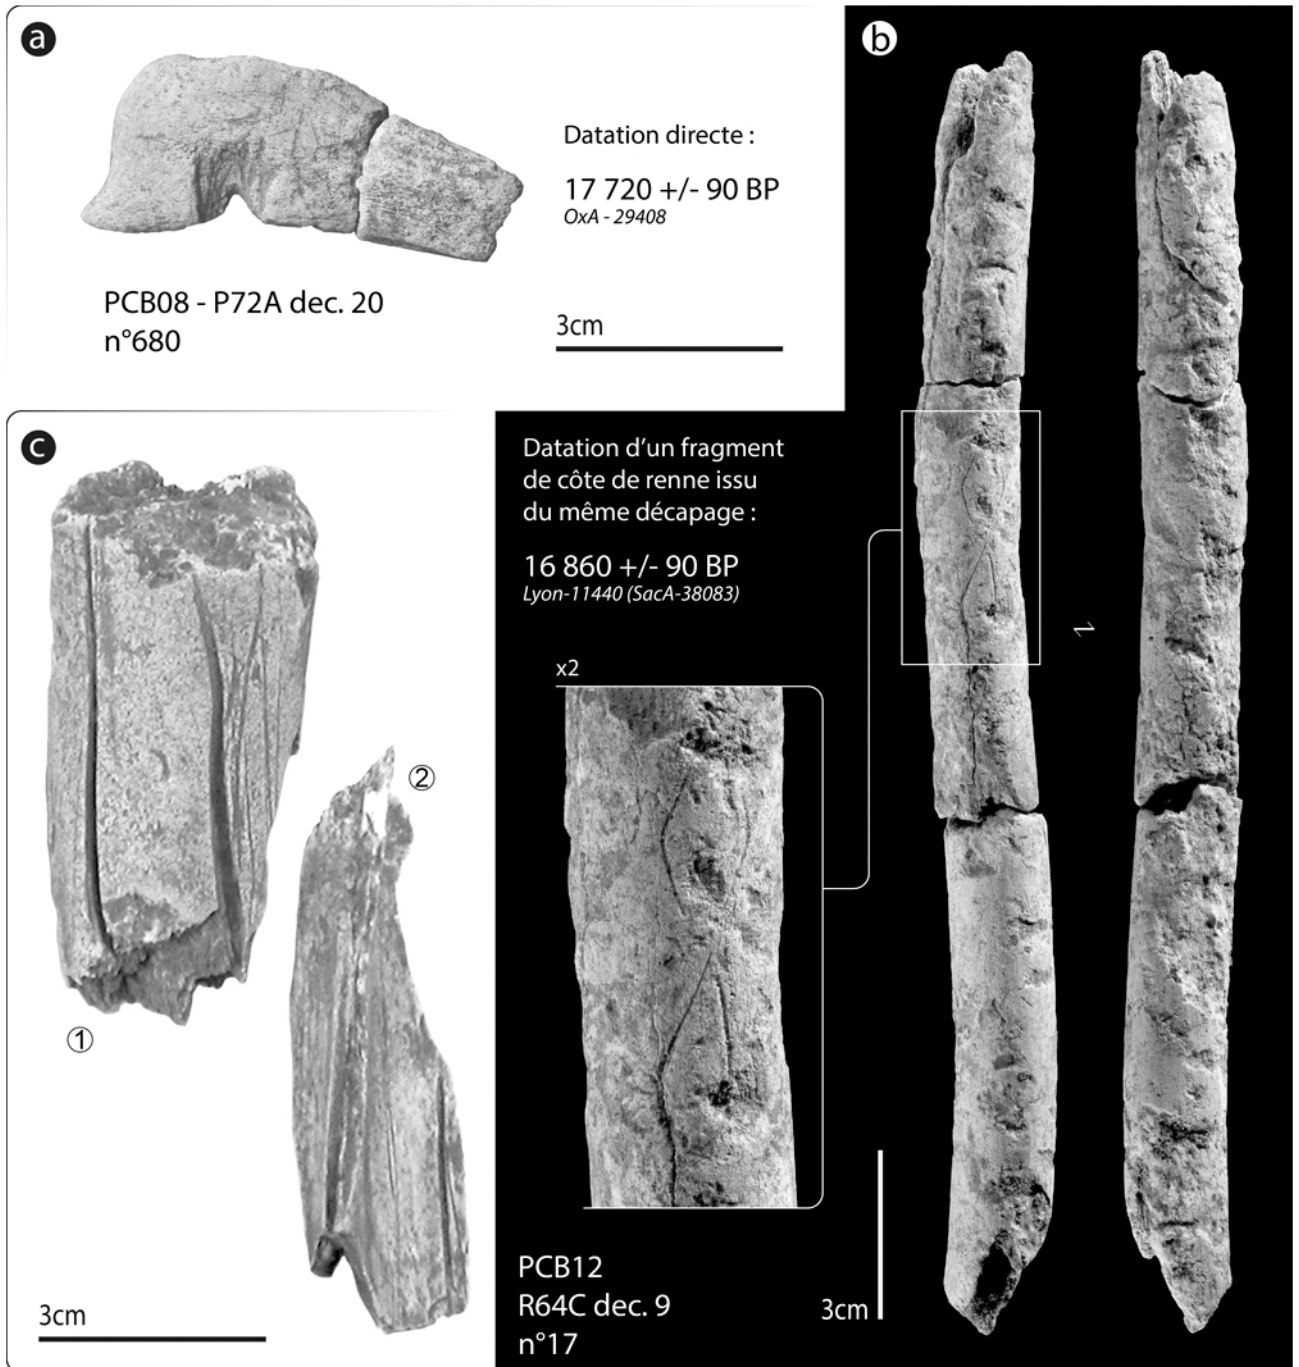 a
Datation directe :
17 720 +/- 90 BP
OxA - 29408
PCB08 - P72A dec. 20
n°680
3cm
b
Datation d'un fragment
de côte de renne issu
du même décapage :
16 860 +/- 90 BP
Lyon-11440 (SacA-38083)
x2
PCB12
R64C dec. 9
n°17
3cm
c
1
2
3cm